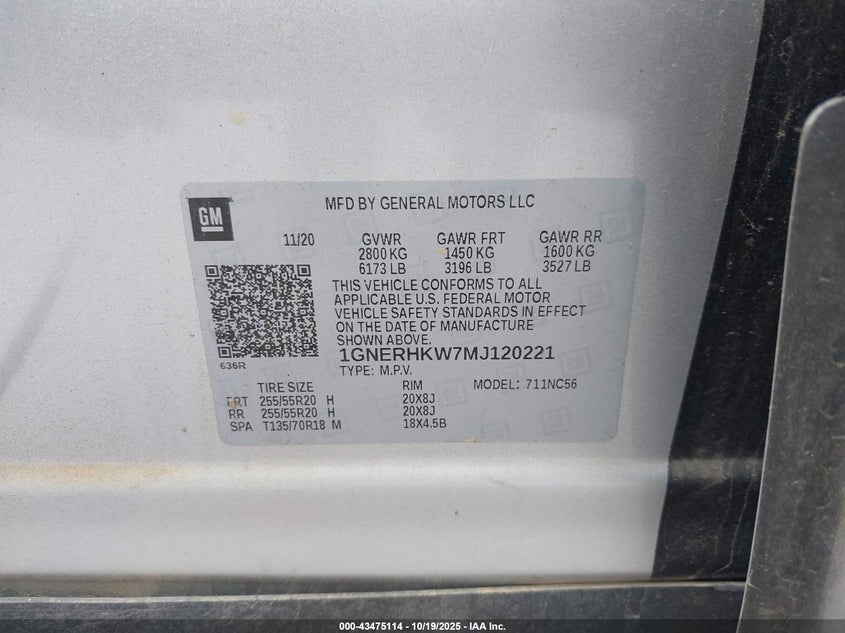 GM
MFD BY GENERAL MOTORS LLC
11/20 GVWR GAWR FRT GAWR RR
2800 KG 1450 KG 1600 KG
6173 LB 3196 LB 3527 LB
THIS VEHICLE CONFORMS TO ALL
APPLICABLE U.S. FEDERAL MOTOR
VEHICLE SAFETY STANDARDS IN EFFECT
ON THE DATE OF MANUFACTURE
SHOWN ABOVE.
636R
1GNERHKW7MJ120221
TYPE: M.P.V.
TIRE SIZE RIM MODEL: 711NC56
FRT 255/55R20 H 20X8J
RR 255/55R20 H 20X8J
SPA T135/70R18 M 18X4.5B
000-43475114 | 10/19/2025 - IAA Inc.